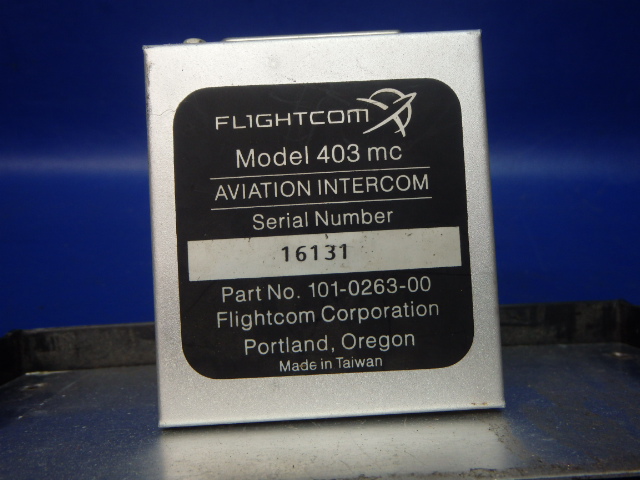 FLIGHTCOM
Model 403 mc
AVIATION INTERCOM
Serial Number
16131
Part No. 101-0263-00
Flightcom Corporation
Portland, Oregon
Made in Taiwan